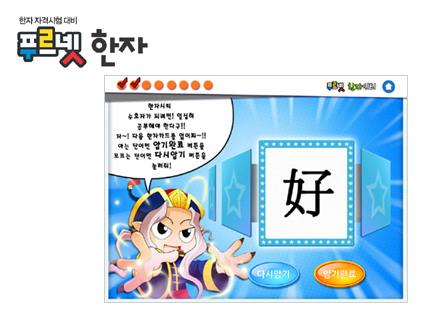 한자 자격시험 대비
푸르넷 한자
푸르넷 한자
한자시티
수호자가 되려면! 열심히
공부해야 한다구!!
자~! 다음 한자카드를 집어봐~!!
아는 단어면 암기완료 버튼을
모르는 단어면 다시암기 버튼을
눌러줘!
好
다시암기
암기완료